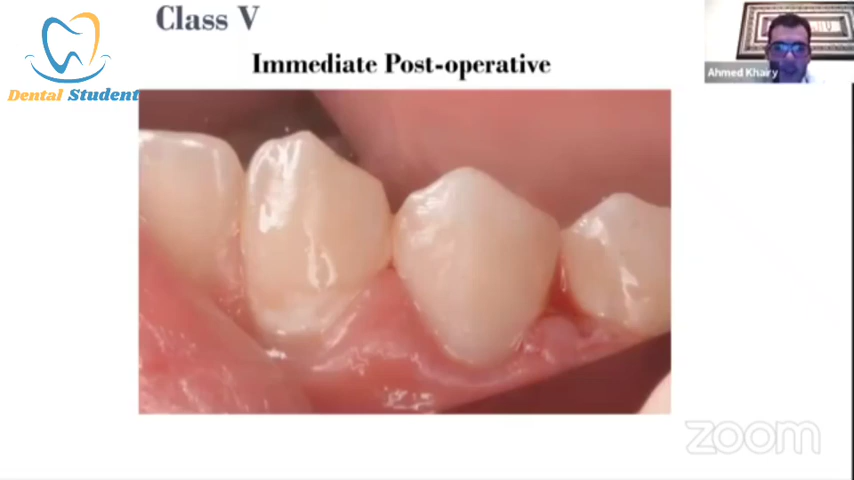 Class V
Immediate Post-operative
Dental Student
Ahmed Khairy
zoom